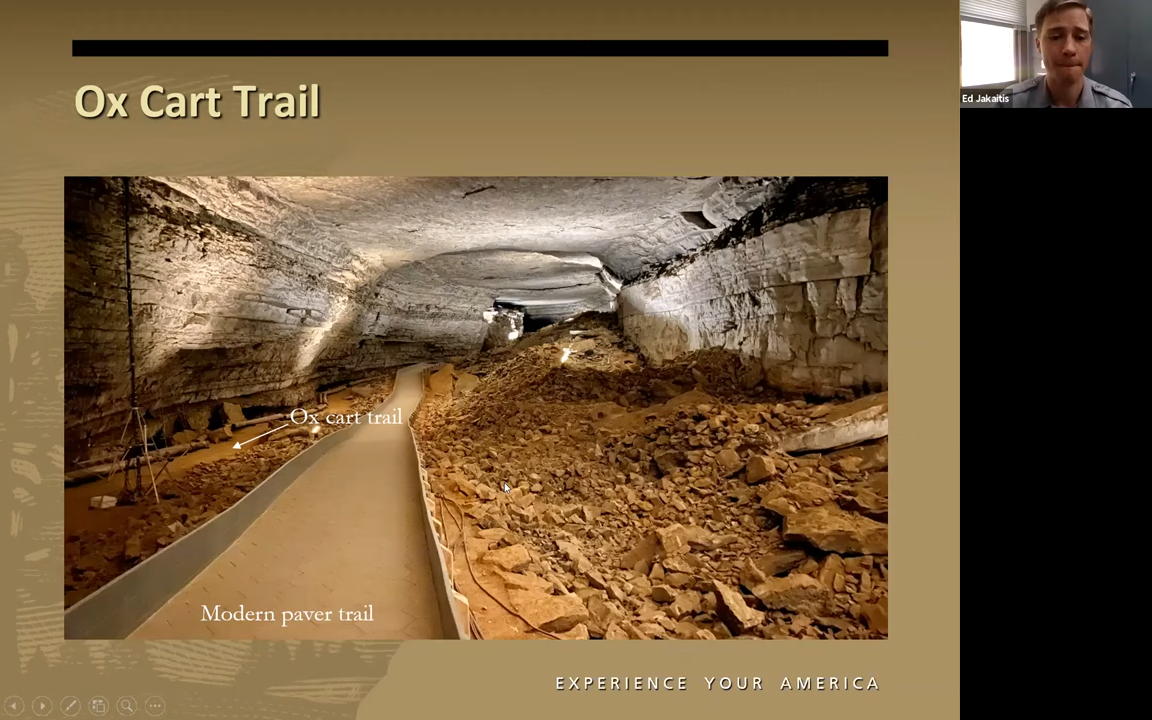 Ox Cart Trail
Ed Jakaitis
Ox cart trail
Modern paver trail
EXPERIENCE YOUR AMERICA